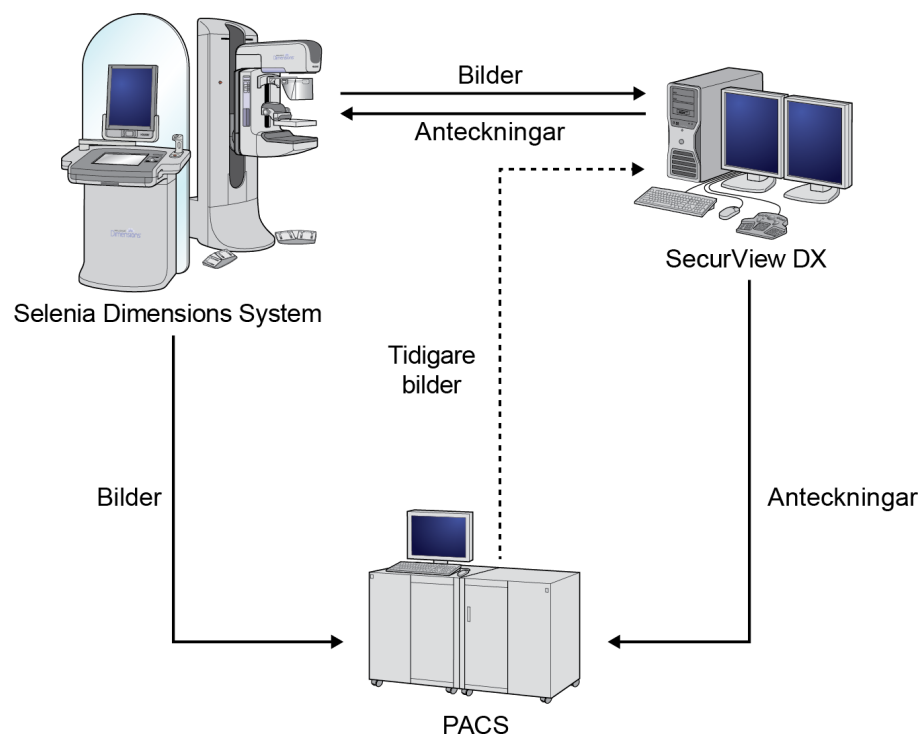 Bilder
Anteckningar
SecurView DX
Selenia Dimensions System
Tidigare
bilder
Bilder
Anteckningar
PACS